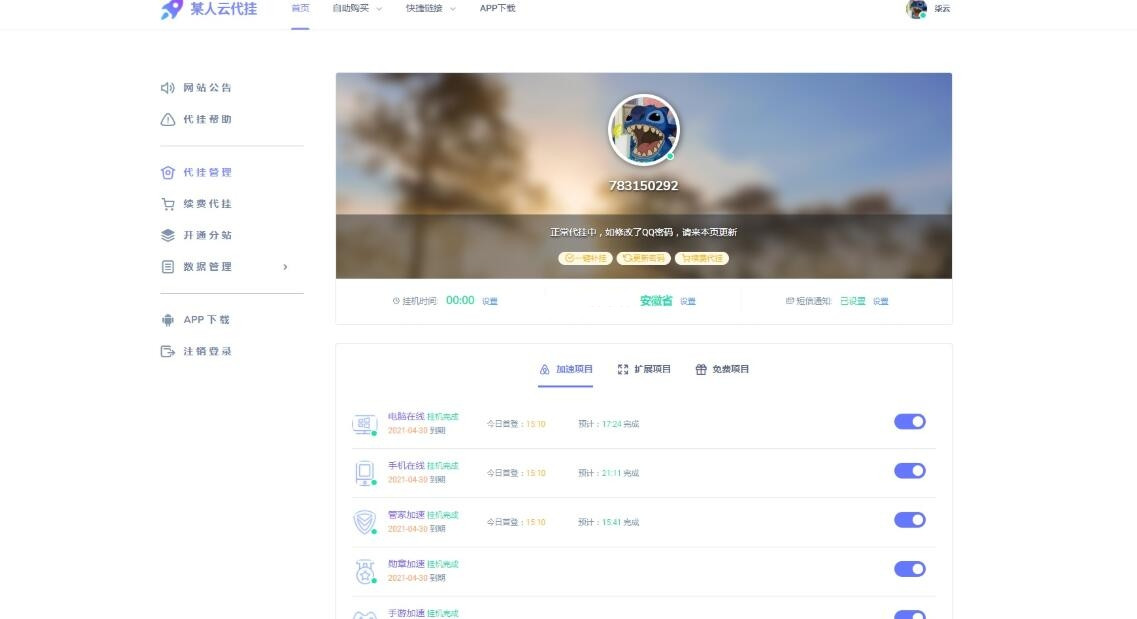 某人云代挂
首页
自助购买
快捷链接
APP下载
柒云
网站公告
代挂帮助
代挂管理
续费代挂
开通分站
数据管理
APP下载
注销登录
783150292
正常代挂中，如修改了QQ密码，请来本页更新
一键补挂
更新密码
续费代挂
挂机时间: 00:00 设置
安徽省 设置
短信通知: 已设置 设置
加速项目
扩展项目
免费项目
电脑在线 挂机完成
2021-04-30 到期
今日首登：15:10
预计：17:24 完成
手机在线 挂机完成
2021-04-30 到期
今日首登：15:10
预计：21:11 完成
管家加速 挂机完成
2021-04-30 到期
今日首登：15:10
预计：15:41 完成
勋章加速 挂机完成
2021-04-30 到期
手游加速 挂机完成